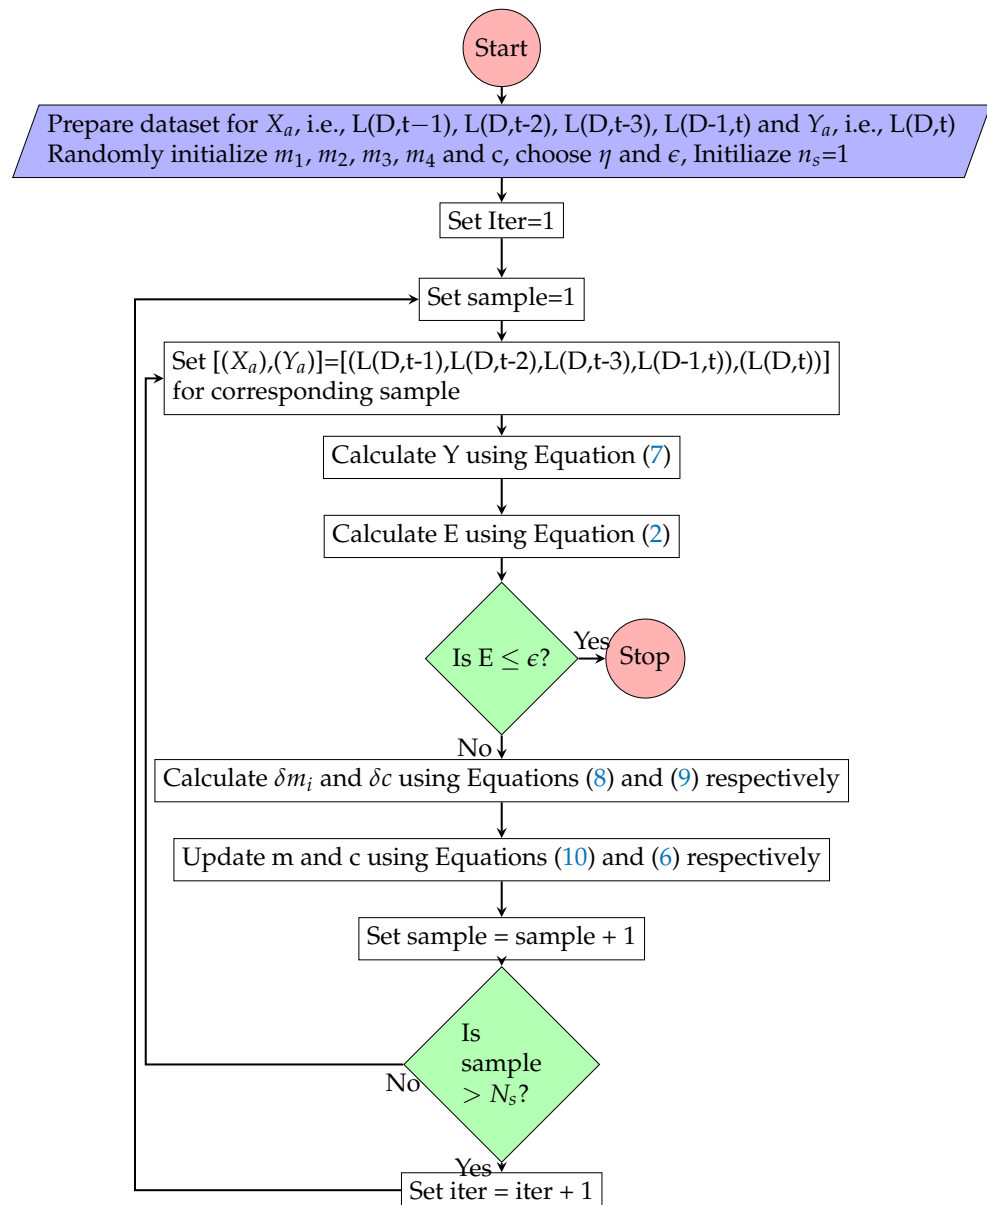 Start
Prepare dataset for Xₐ, i.e., L(D,t−1), L(D,t-2), L(D,t-3), L(D-1,t) and Yₐ, i.e., L(D,t)
Randomly initialize m₁, m₂, m₃, m₄ and c, choose η and ϵ, Initiliaze nₛ=1
Set Iter=1
Set sample=1
Set [(Xₐ),(Yₐ)]=[(L(D,t-1),L(D,t-2),L(D,t-3),L(D-1,t)),(L(D,t))]
for corresponding sample
Calculate Y using Equation (7)
Calculate E using Equation (2)
Is E ≤ ϵ?
Yes
Stop
No
Calculate δmᵢ and δc using Equations (8) and (9) respectively
Update m and c using Equations (10) and (6) respectively
Set sample = sample + 1
Is
sample
> Nₛ?
No
Yes
Set iter = iter + 1